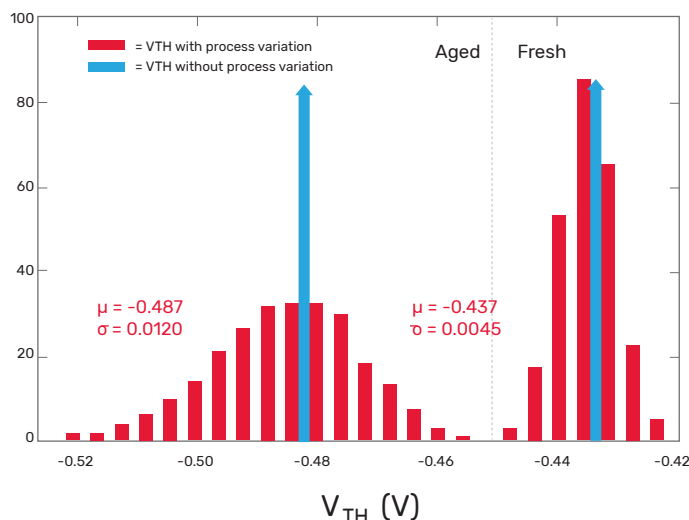 100
80
60
40
20
0
= VTH with process variation
= VTH without process variation
Aged Fresh
μ = -0.487
σ = 0.0120
μ = -0.437
σ = 0.0045
-0.52 -0.50 -0.48 -0.46 -0.44 -0.42
VTH (V)